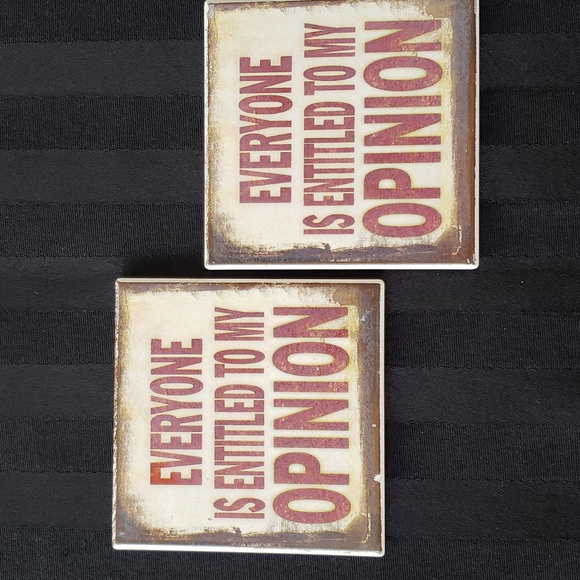 EVERYONE
IS ENTITLED TO MY
OPINION
EVERYONE
IS ENTITLED TO MY
OPINION